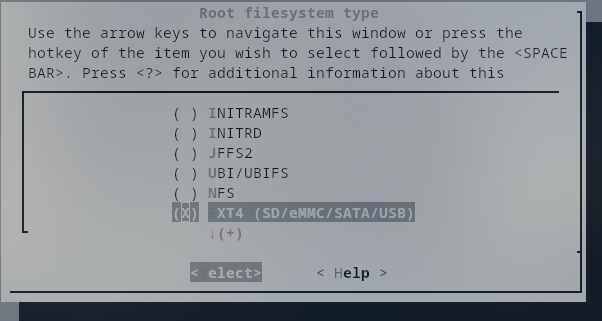 Root filesystem type
Use the arrow keys to navigate this window or press the
hotkey of the item you wish to select followed by the <SPACE
BAR>. Press <?> for additional information about this
( ) INITRAMFS
( ) INITRD
( ) JFFS2
( ) UBI/UBIFS
( ) NFS
(X) XT4 (SD/eMMC/SATA/USB)
↓(+)
< elect> < Help >